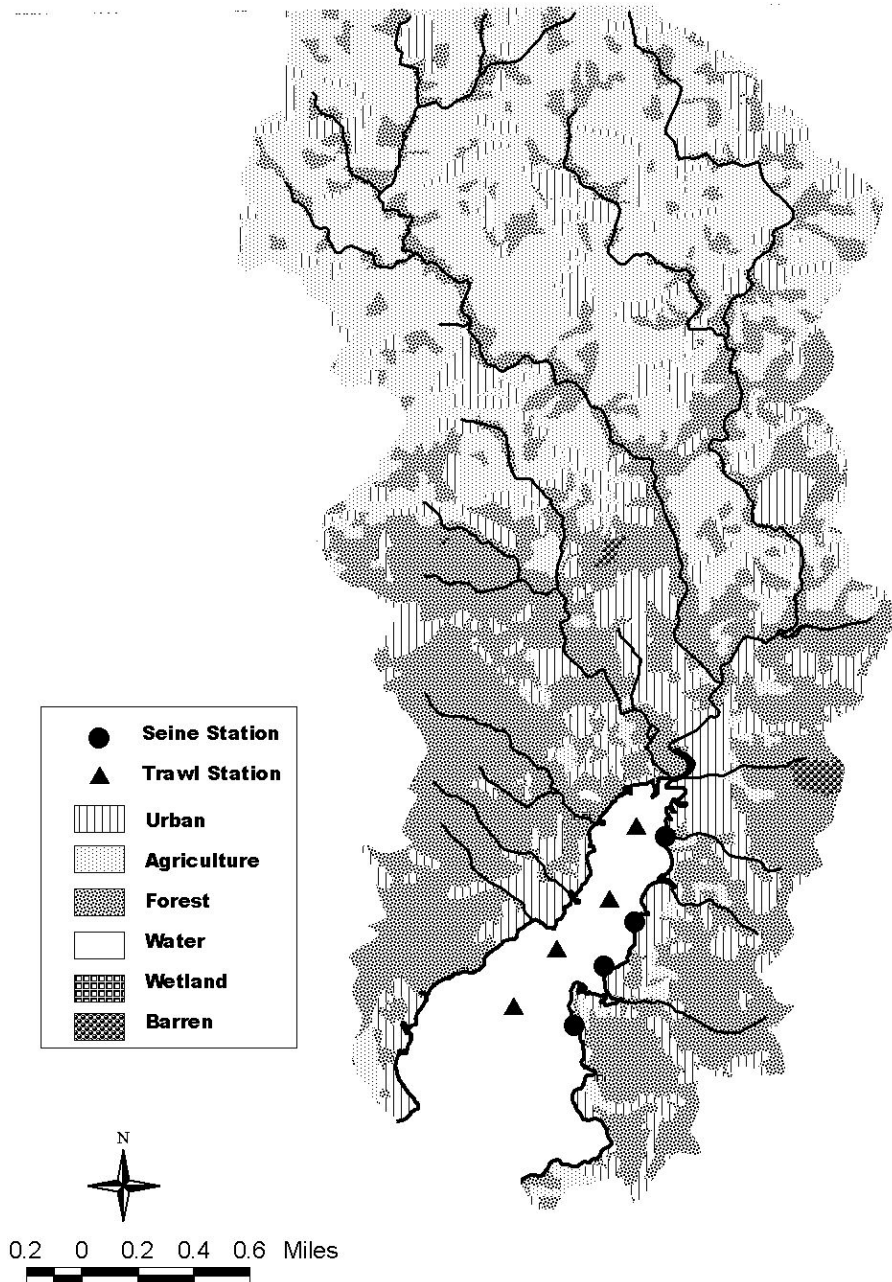 Seine Station
Trawl Station
Urban
Agriculture
Forest
Water
Wetland
Barren
N
0.2 0 0.2 0.4 0.6 Miles